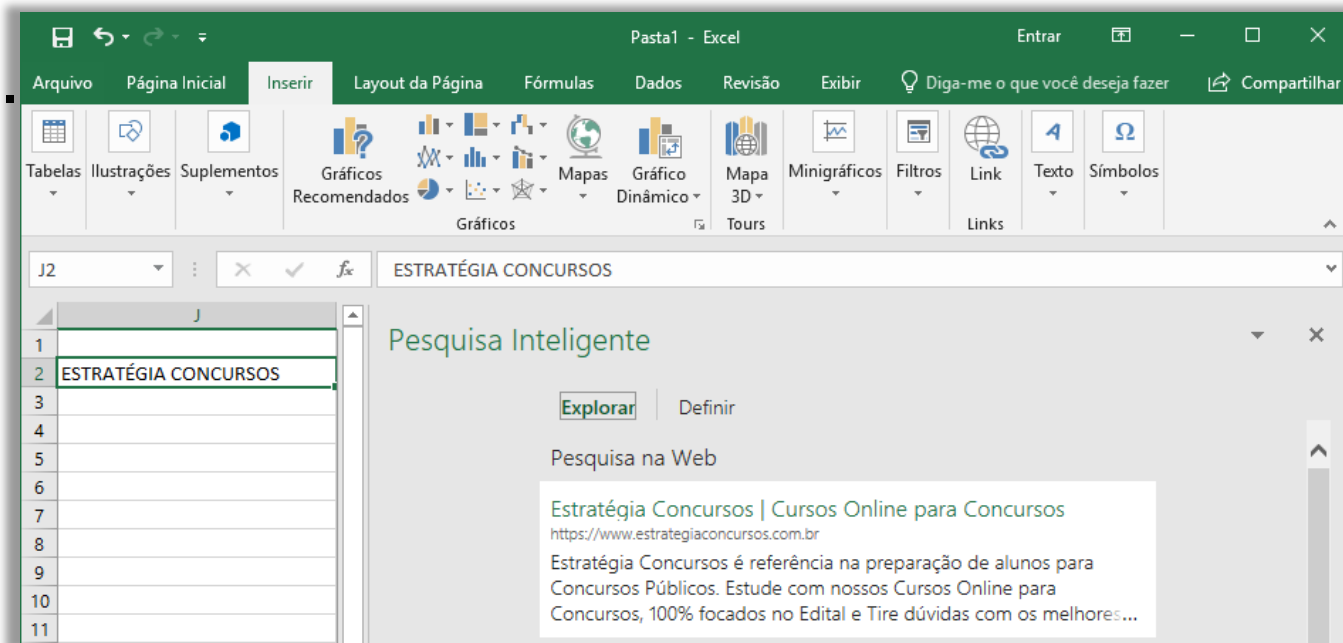 Pasta1 - Excel
Entrar
Arquivo Página Inicial Inserir Layout da Página Fórmulas Dados Revisão Exibir Diga-me o que você deseja fazer Compartilhar
Tabelas Ilustrações Suplementos Gráficos Recomendados Mapas Gráfico Dinâmico Mapa 3D Minigráficos Filtros Link Texto Símbolos
Gráficos Tours Links
J2 fx ESTRATÉGIA CONCURSOS
J
1
2 ESTRATÉGIA CONCURSOS
3
4
5
6
7
8
9
10
11
Pesquisa Inteligente
Explorar Definir
Pesquisa na Web
Estratégia Concursos | Cursos Online para Concursos
https://www.estrategiaconcursos.com.br
Estratégia Concursos é referência na preparação de alunos para
Concursos Públicos. Estude com nossos Cursos Online para
Concursos, 100% focados no Edital e Tire dúvidas com os melhores...